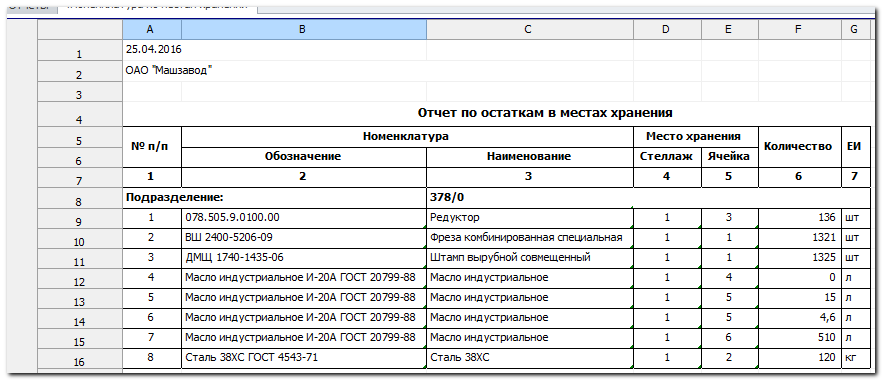 A B C D E F G
1 25.04.2016
2 ОАО "Машзавод"
3
4 Отчет по остаткам в местах хранения
5 № п/п Номенклатура Место хранения Количество ЕИ
6 Обозначение Наименование Стеллаж Ячейка
7 1 2 3 4 5 6 7
8 Подразделение: 378/0
9 1 078.505.9.0100.00 Редуктор 1 3 136 шт
10 2 ВШ 2400-5206-09 Фреза комбинированная специальная 1 1 1321 шт
11 3 ДМЩ 1740-1435-06 Штамп вырубной совмещенный 1 1 1325 шт
12 4 Масло индустриальное И-20А ГОСТ 20799-88 Масло индустриальное 1 4 0 л
13 5 Масло индустриальное И-20А ГОСТ 20799-88 Масло индустриальное 1 5 15 л
14 6 Масло индустриальное И-20А ГОСТ 20799-88 Масло индустриальное 1 5 4,6 л
15 7 Масло индустриальное И-20А ГОСТ 20799-88 Масло индустриальное 1 6 510 л
16 8 Сталь 38ХС ГОСТ 4543-71 Сталь 38ХС 1 2 120 кг